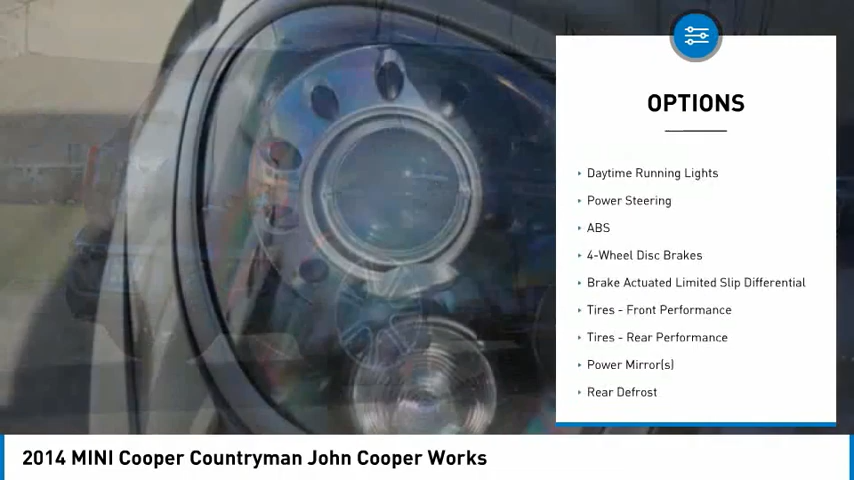 OPTIONS
Daytime Running Lights
Power Steering
ABS
4-Wheel Disc Brakes
Brake Actuated Limited Slip Differential
Tires - Front Performance
Tires - Rear Performance
Power Mirror(s)
Rear Defrost
2014 MINI Cooper Countryman John Cooper Works